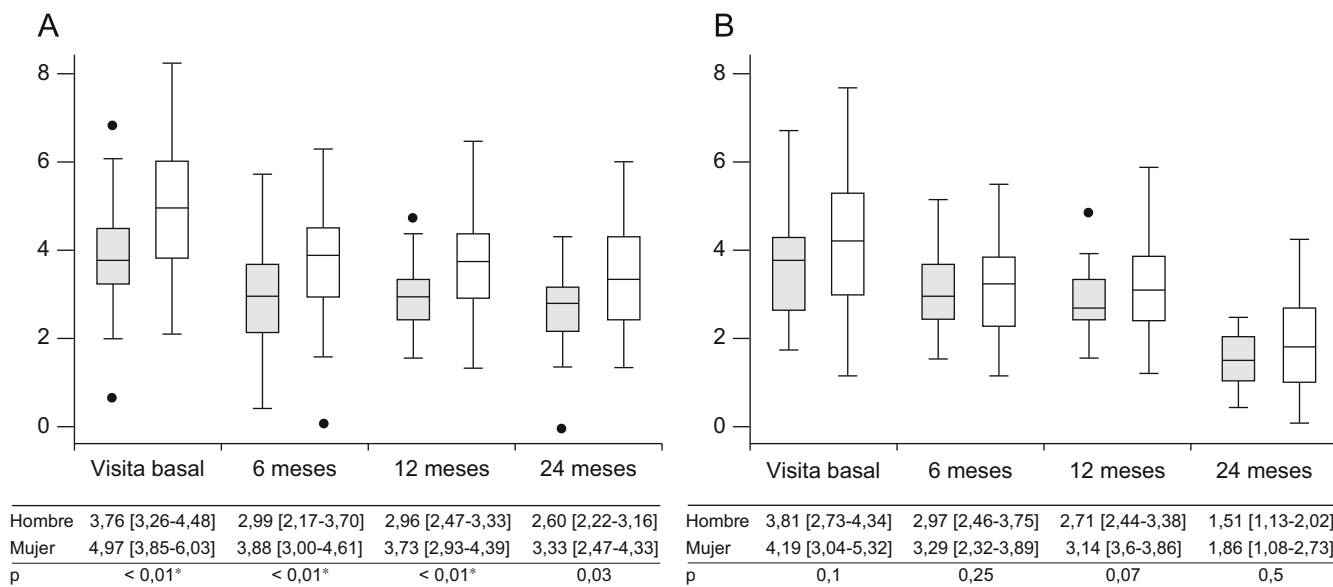 A
8
6
4
2
0
Visita basal 6 meses 12 meses 24 meses
Hombre 3,76 [3,26-4,48] 2,99 [2,17-3,70] 2,96 [2,47-3,33] 2,60 [2,22-3,16]
Mujer 4,97 [3,85-6,03] 3,88 [3,00-4,61] 3,73 [2,93-4,39] 3,33 [2,47-4,33]
p < 0,01* < 0,01* < 0,01* 0,03
B
8
6
4
2
0
Visita basal 6 meses 12 meses 24 meses
Hombre 3,81 [2,73-4,34] 2,97 [2,46-3,75] 2,71 [2,44-3,38] 1,51 [1,13-2,02]
Mujer 4,19 [3,04-5,32] 3,29 [2,32-3,89] 3,14 [3,6-3,86] 1,86 [1,08-2,73]
p 0,1 0,25 0,07 0,5